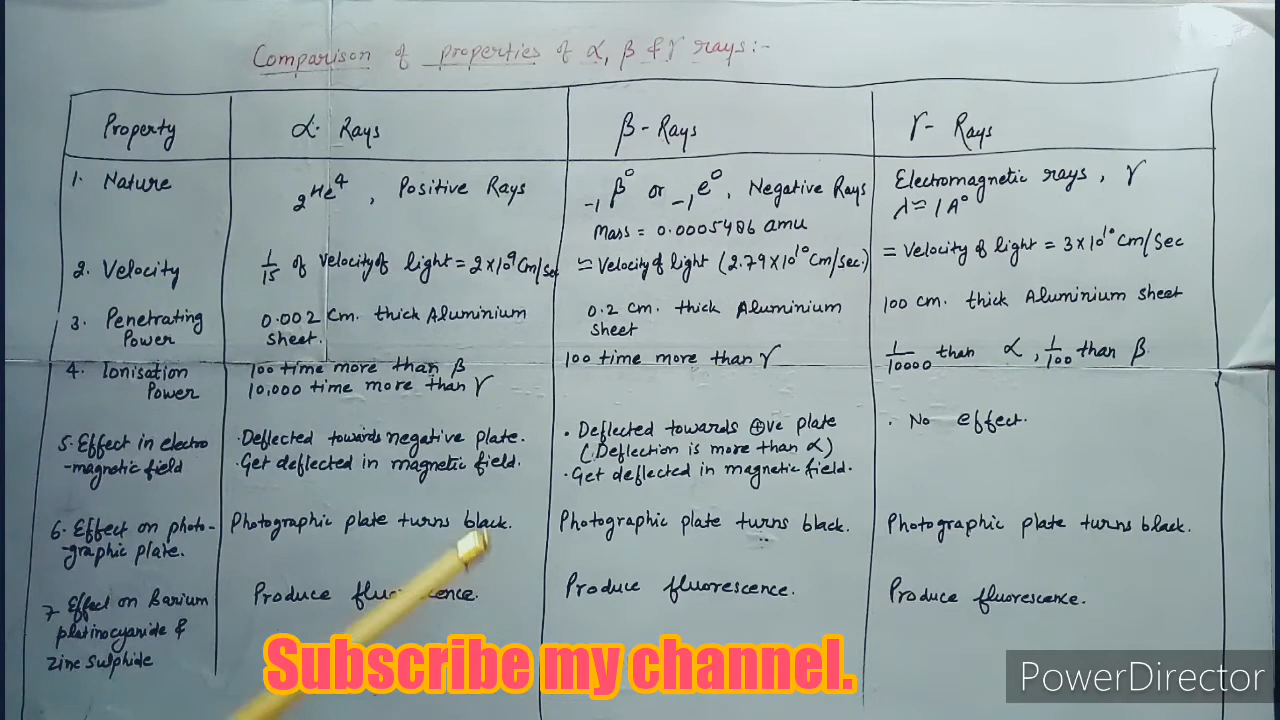 Comparison of properties of α, β & γ rays:-
Property
α- Rays
β- Rays
γ- Rays
1. Nature
₂He⁴, Positive Rays
₋₁β⁰ or ₋₁e⁰, Negative Rays
Mass = 0.0005486 amu
Electromagnetic rays, γ
λ ≃ 1 A⁰
2. Velocity
1/15 of velocity of light = 2 × 10⁹ Cm/Sec
≃ Velocity of light (2.79 × 10¹⁰ Cm/Sec.)
= Velocity of light = 3 × 10¹⁰ Cm/Sec
3. Penetrating
Power
0.002 Cm. thick Aluminium
Sheet.
0.2 cm. thick Aluminium
Sheet
100 cm. thick Aluminium sheet
4. Ionisation
Power
100 time more than β
10,000 time more than γ
100 time more than γ
1/10000 than α, 1/100 than β
5. Effect in electro
-magnetic field
· Deflected towards negative plate.
· Get deflected in magnetic field.
· Deflected towards ⊕ve plate
(Deflection is more than α)
· Get deflected in magnetic field.
· No effect.
6. Effect on photo-
-graphic plate.
Photographic plate turns black.
Photographic plate turns black.
Photographic plate turns black.
7 Effect on Barium
platinocyanide &
Zinc Sulphide
Produce fluorescence.
Produce fluorescence.
Produce fluorescence.
Subscribe my channel.
PowerDirector